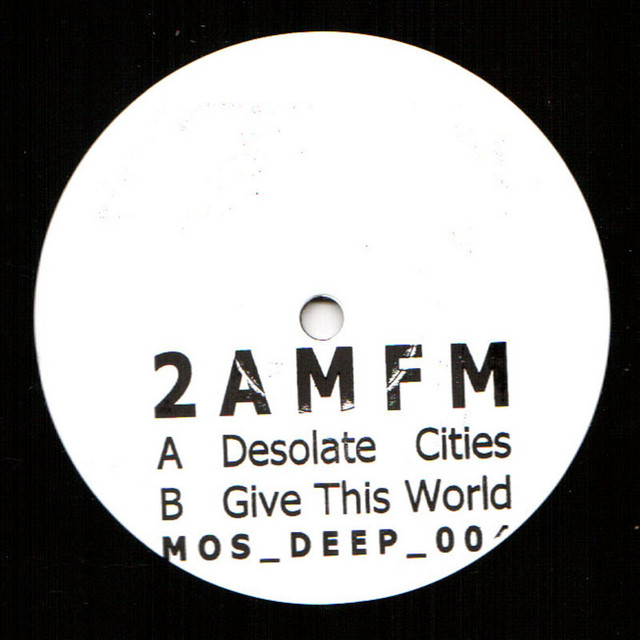 2AMFM
A Desolate Cities
B Give This World
MOS_DEEP_00